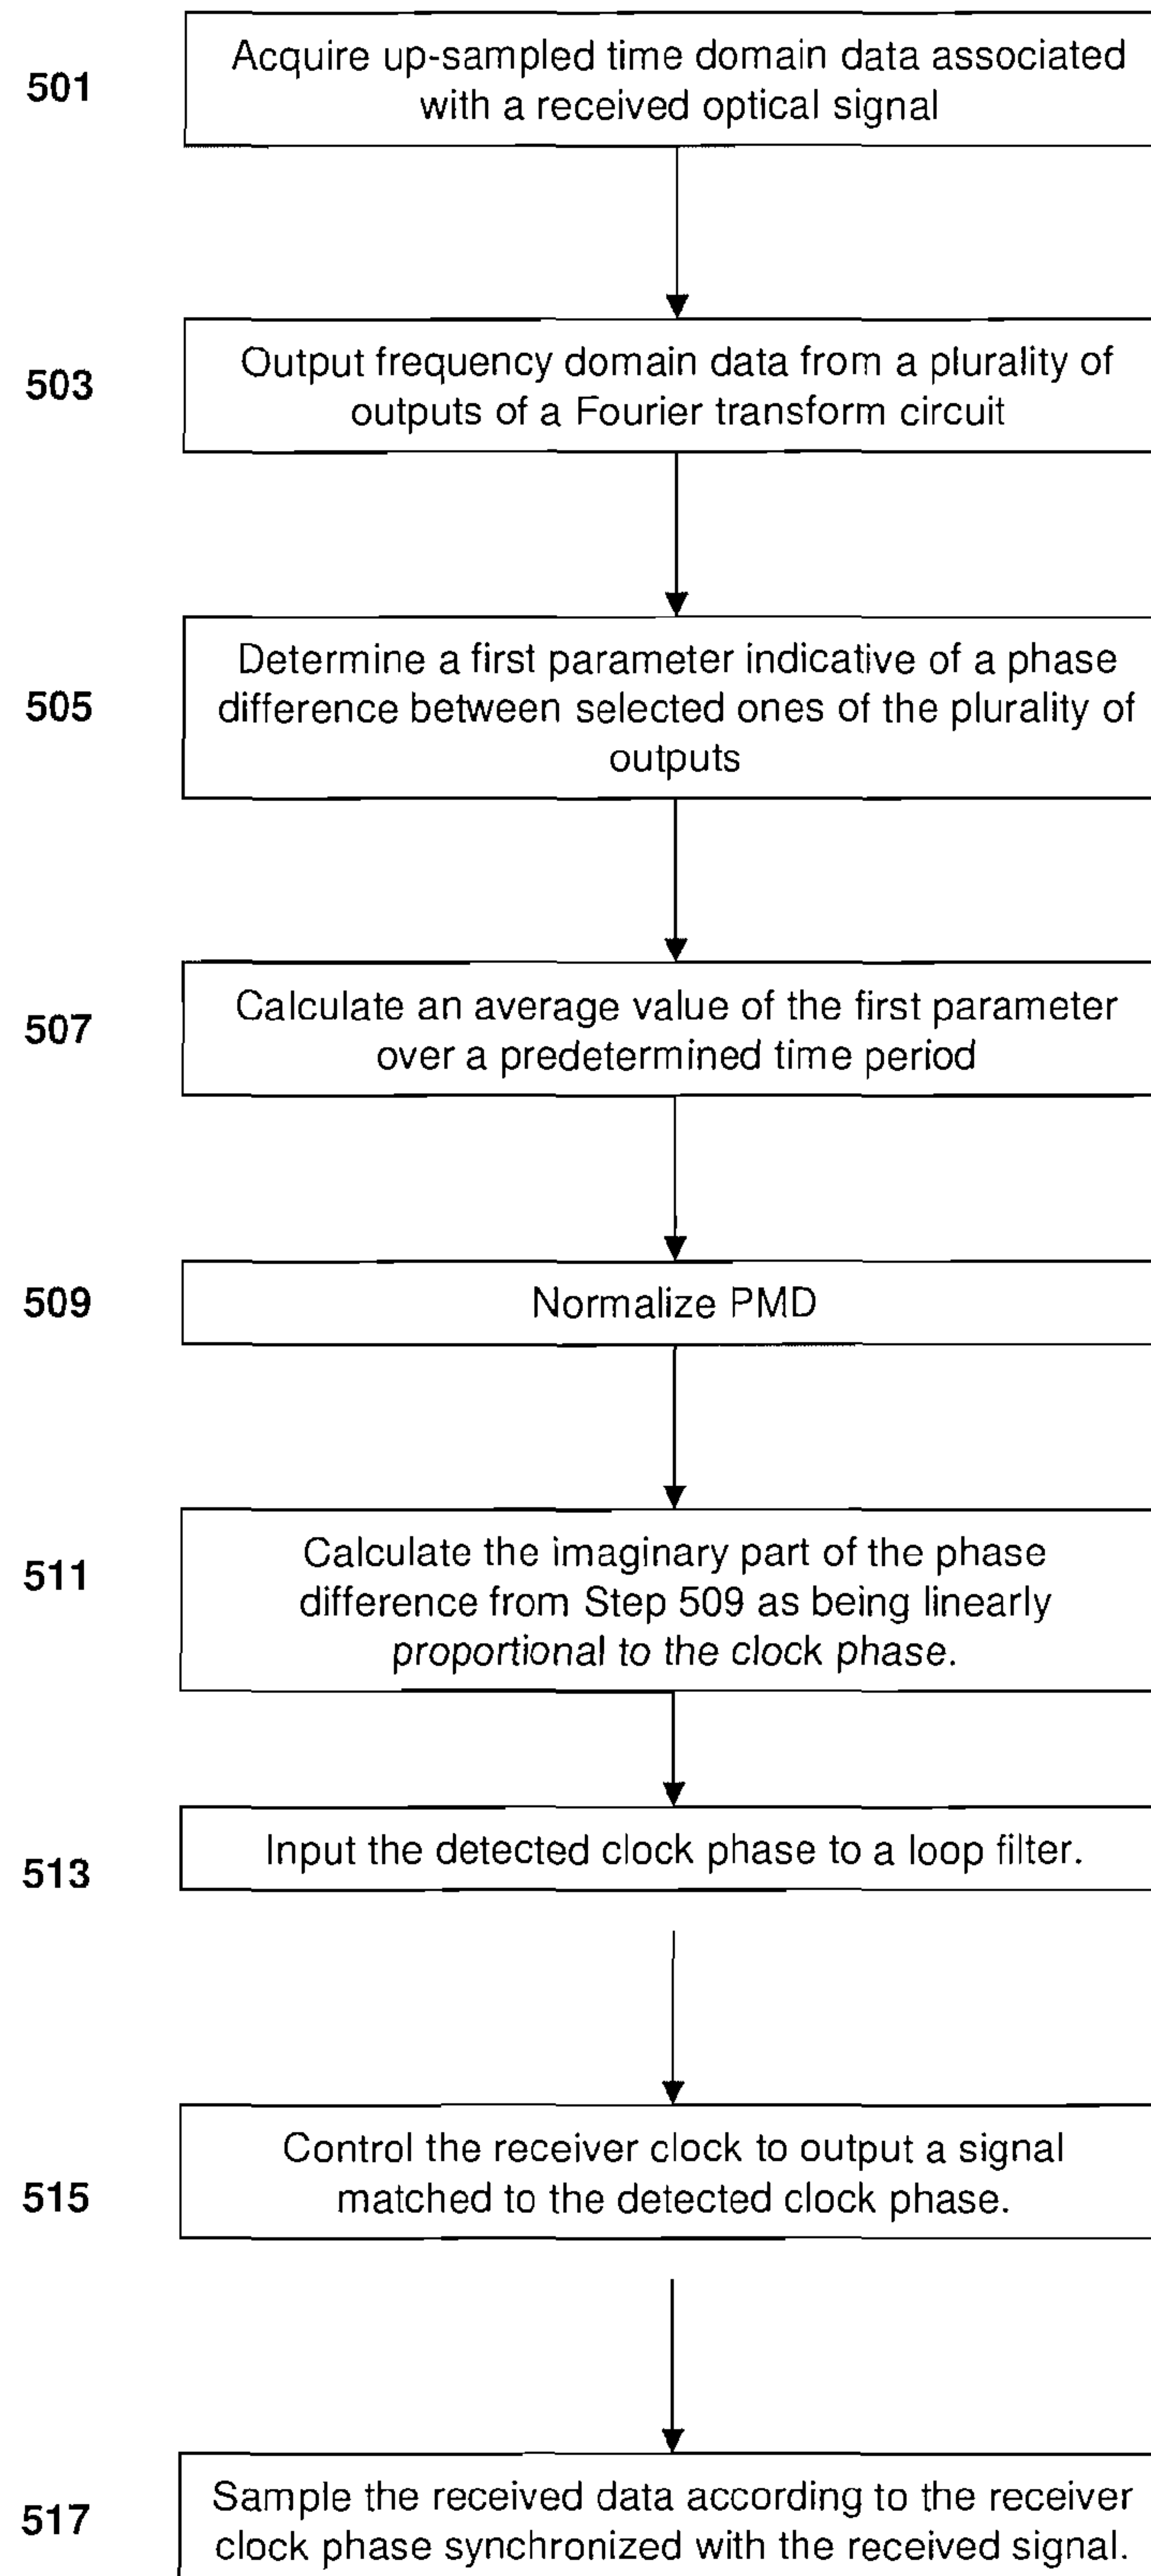 501
Acquire up-sampled time domain data associated
with a received optical signal
503
Output frequency domain data from a plurality of
outputs of a Fourier transform circuit
505
Determine a first parameter indicative of a phase
difference between selected ones of the plurality of
outputs
507
Calculate an average value of the first parameter
over a predetermined time period
509
Normalize PMD
511
Calculate the imaginary part of the phase
difference from Step 509 as being linearly
proportional to the clock phase.
513
Input the detected clock phase to a loop filter.
515
Control the receiver clock to output a signal
matched to the detected clock phase.
517
Sample the received data according to the receiver
clock phase synchronized with the received signal.